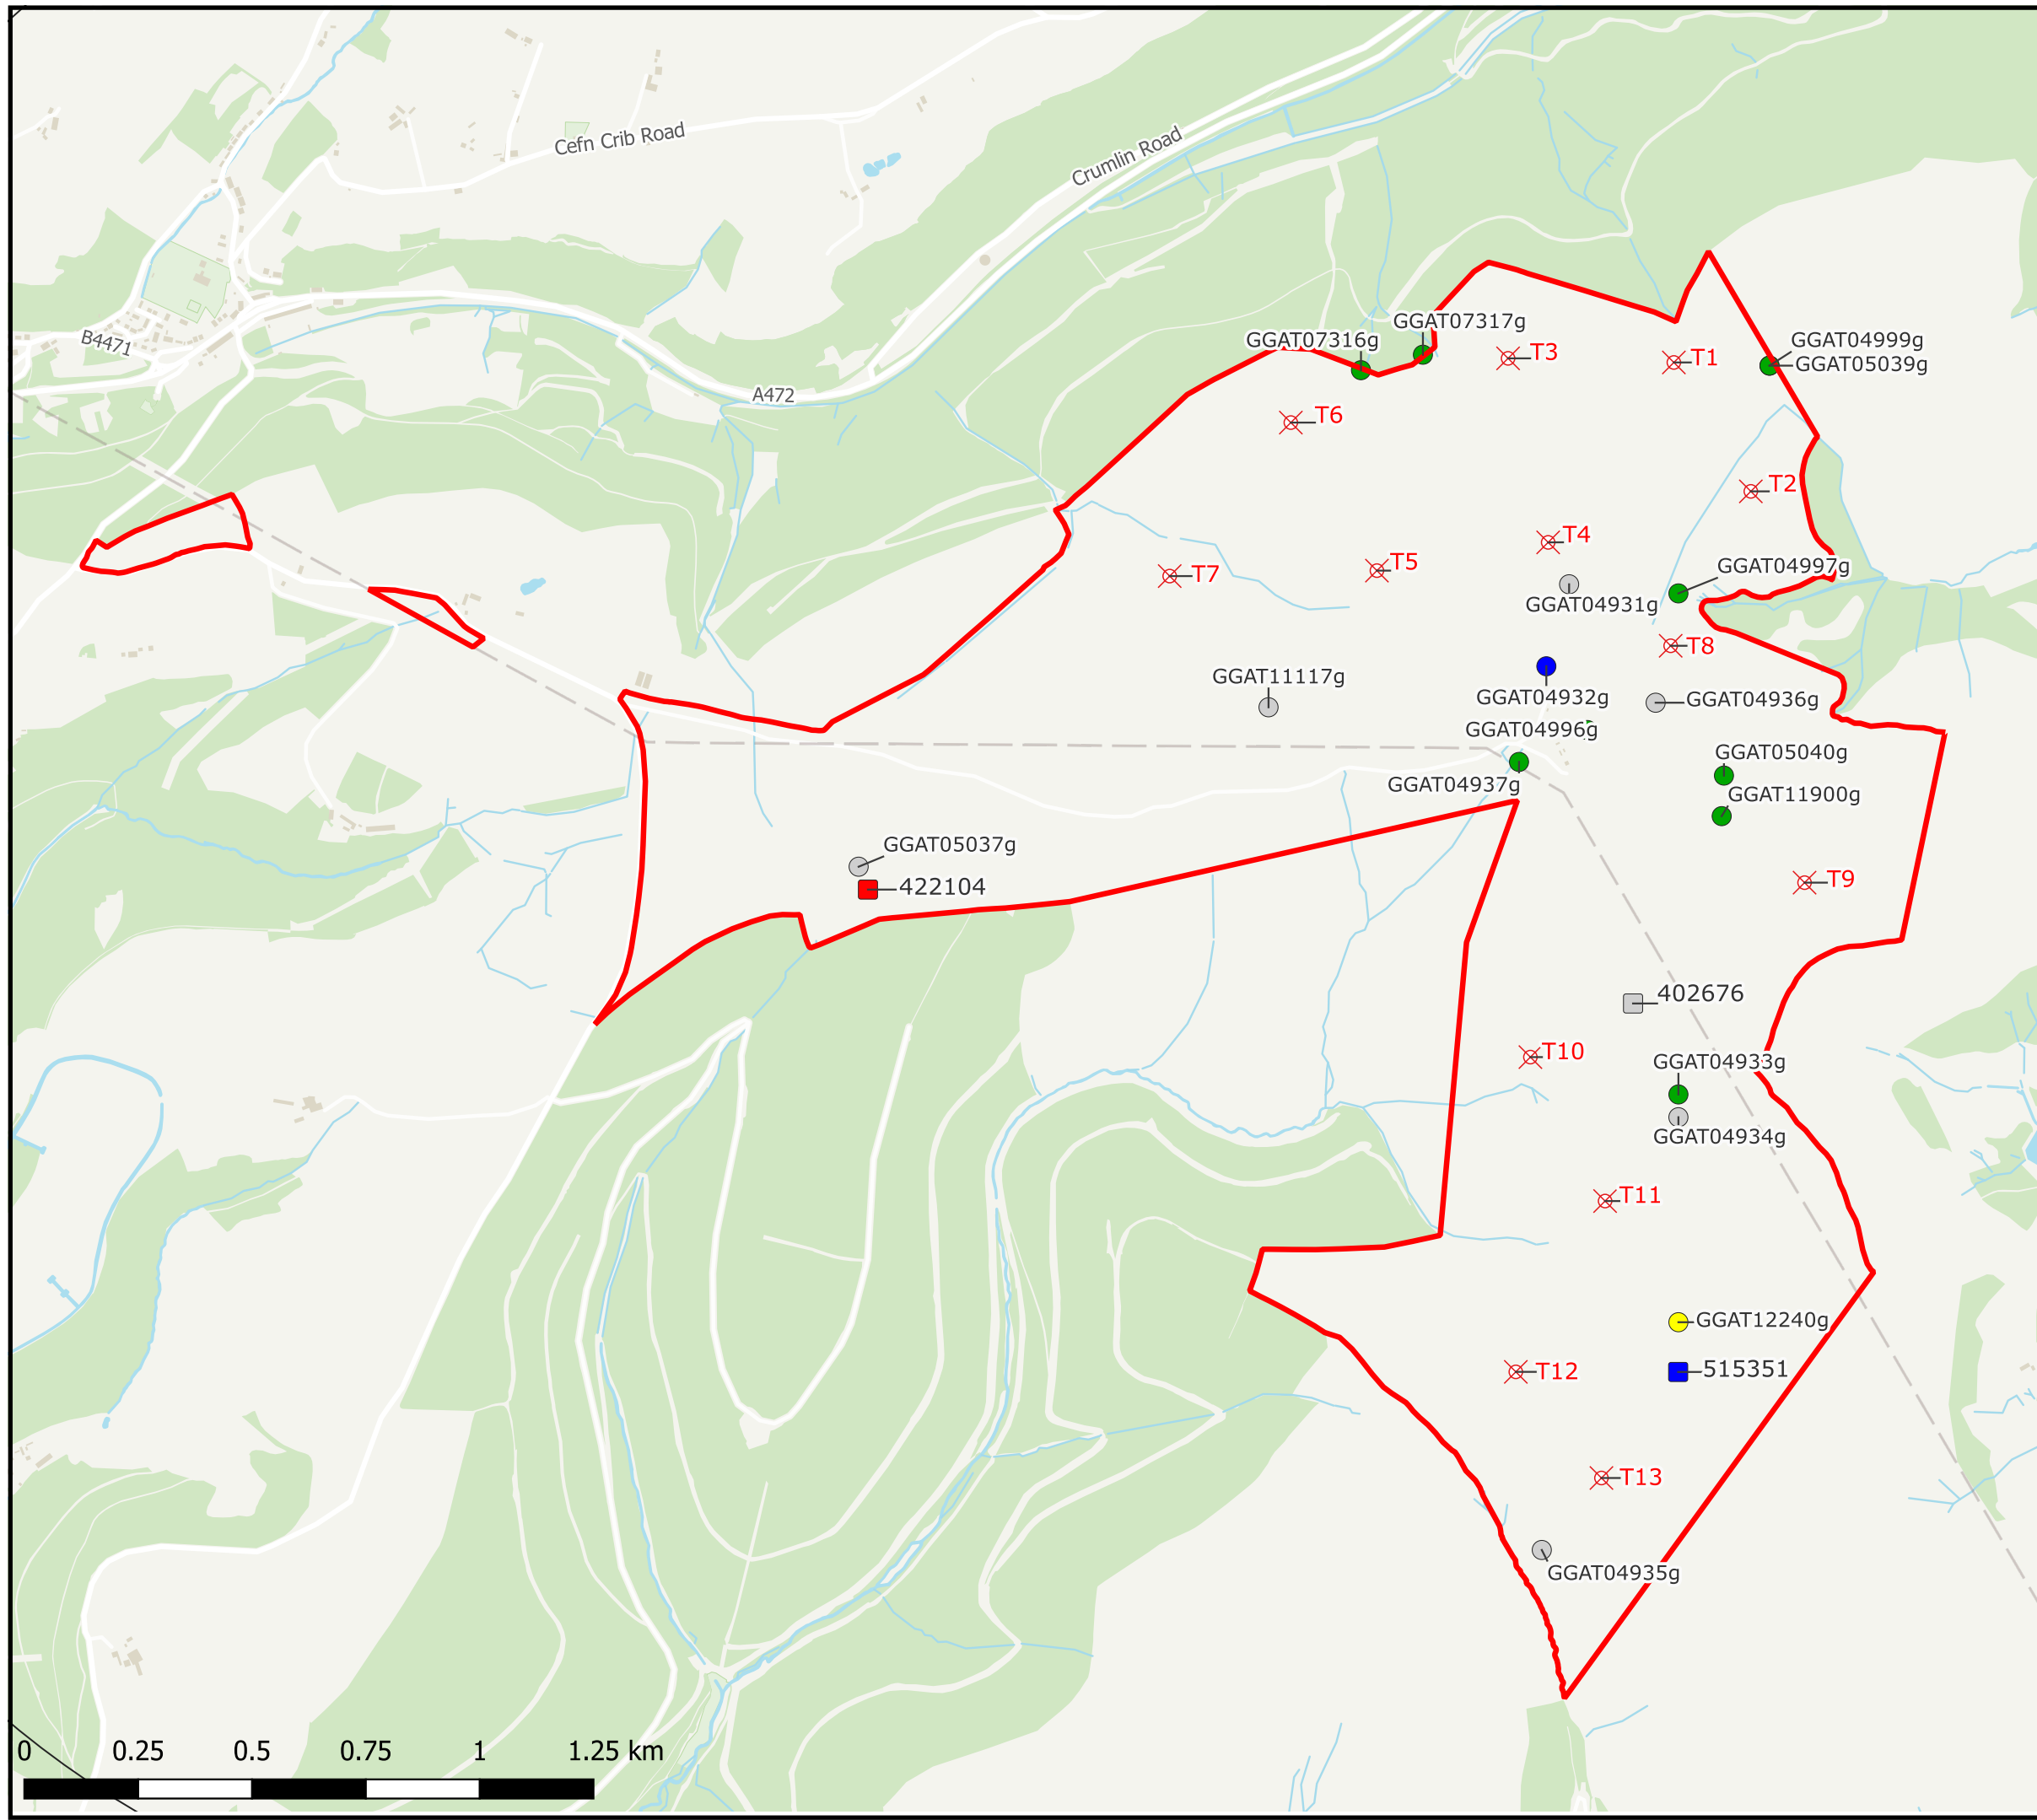 Cefn Crib Road
Crumlin Road
B4471
A472
GGAT07317g
GGAT07316g
GGAT04999g
GGAT05039g
T3
T1
T6
T2
T4
T5
T7
GGAT04997g
GGAT04931g
T8
GGAT11117g
GGAT04932g
GGAT04936g
GGAT04996g
GGAT05040g
GGAT04937g
GGAT11900g
GGAT05037g
422104
T9
402676
T10
GGAT04933g
GGAT04934g
T11
GGAT12240g
T12
515351
T13
GGAT04935g
0 0.25 0.5 0.75 1 1.25 km